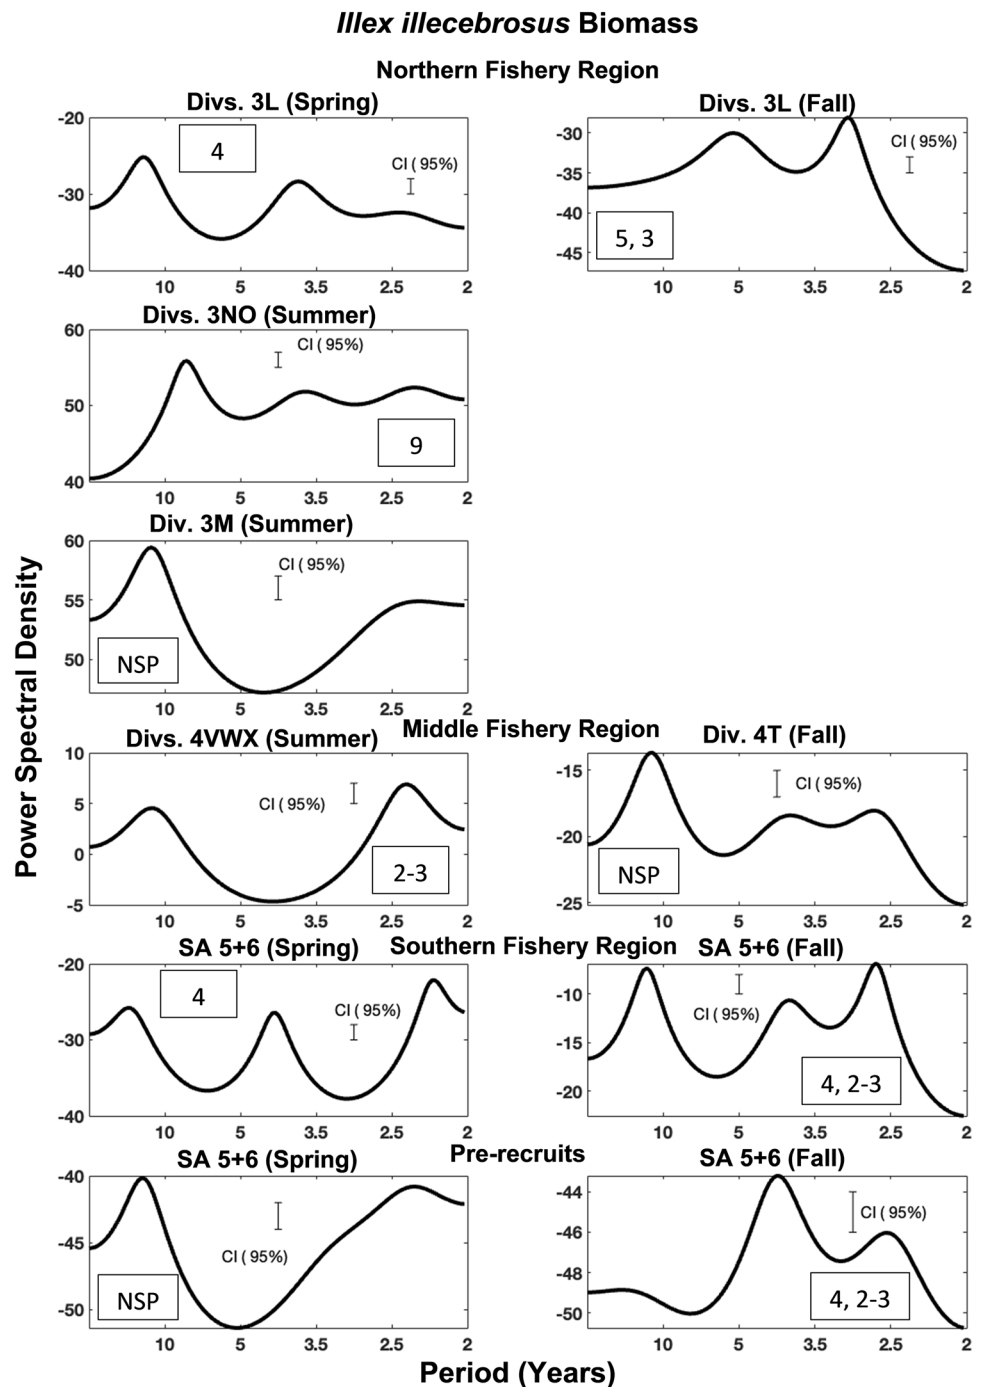 Illex illecebrosus Biomass
Northern Fishery Region
Divs. 3L (Spring)
-20
-30
-40
4
CI ( 95%)
10 5 3.5 2.5 2
Divs. 3L (Fall)
-30
-35
-40
-45
CI ( 95%)
5, 3
10 5 3.5 2.5 2
Divs. 3NO (Summer)
60
50
40
CI ( 95%)
9
10 5 3.5 2.5 2
Div. 3M (Summer)
60
55
50
CI ( 95%)
NSP
10 5 3.5 2.5 2
Power Spectral Density
Middle Fishery Region
Divs. 4VWX (Summer)
10
5
0
-5
CI ( 95%)
2-3
10 5 3.5 2.5 2
Div. 4T (Fall)
-15
-20
-25
CI ( 95%)
NSP
10 5 3.5 2.5 2
Southern Fishery Region
SA 5+6 (Spring)
-20
-30
-40
4
CI ( 95%)
10 5 3.5 2.5 2
SA 5+6 (Fall)
-10
-15
-20
CI ( 95%)
4, 2-3
10 5 3.5 2.5 2
Pre-recruits
SA 5+6 (Spring)
-40
-45
-50
CI ( 95%)
NSP
10 5 3.5 2.5 2
SA 5+6 (Fall)
-44
-46
-48
-50
CI ( 95%)
4, 2-3
10 5 3.5 2.5 2
Period (Years)